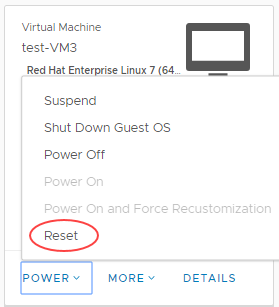 Virtual Machine
test-VM3
Red Hat Enterprise Linux 7 (64...
Suspend
Shut Down Guest OS
Power Off
Power On
Power On and Force Recustomization
Reset
POWER MORE DETAILS